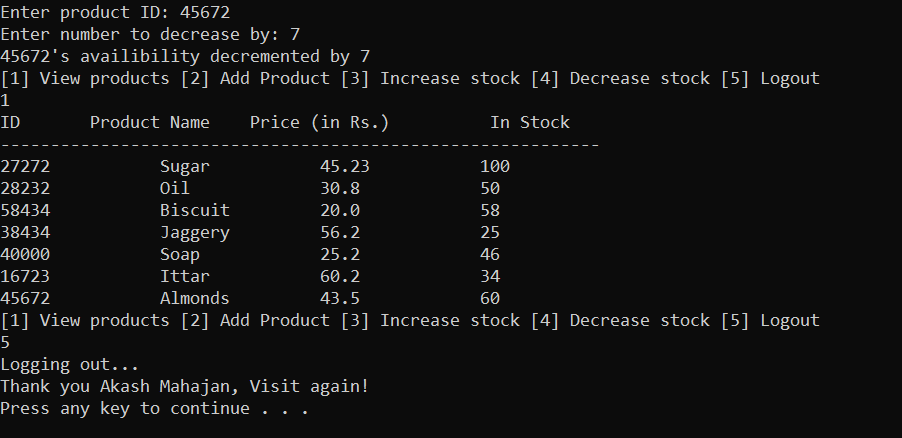 Enter product ID: 45672
Enter number to decrease by: 7
45672's availibility decremented by 7
[1] View products [2] Add Product [3] Increase stock [4] Decrease stock [5] Logout
1
ID       Product Name    Price (in Rs.)          In Stock
------------------------------------------------------------
27272           Sugar           45.23           100
28232           Oil             30.8            50
58434           Biscuit         20.0            58
38434           Jaggery         56.2            25
40000           Soap            25.2            46
16723           Ittar           60.2            34
45672           Almonds         43.5            60
[1] View products [2] Add Product [3] Increase stock [4] Decrease stock [5] Logout
5
Logging out...
Thank you Akash Mahajan, Visit again!
Press any key to continue . . .